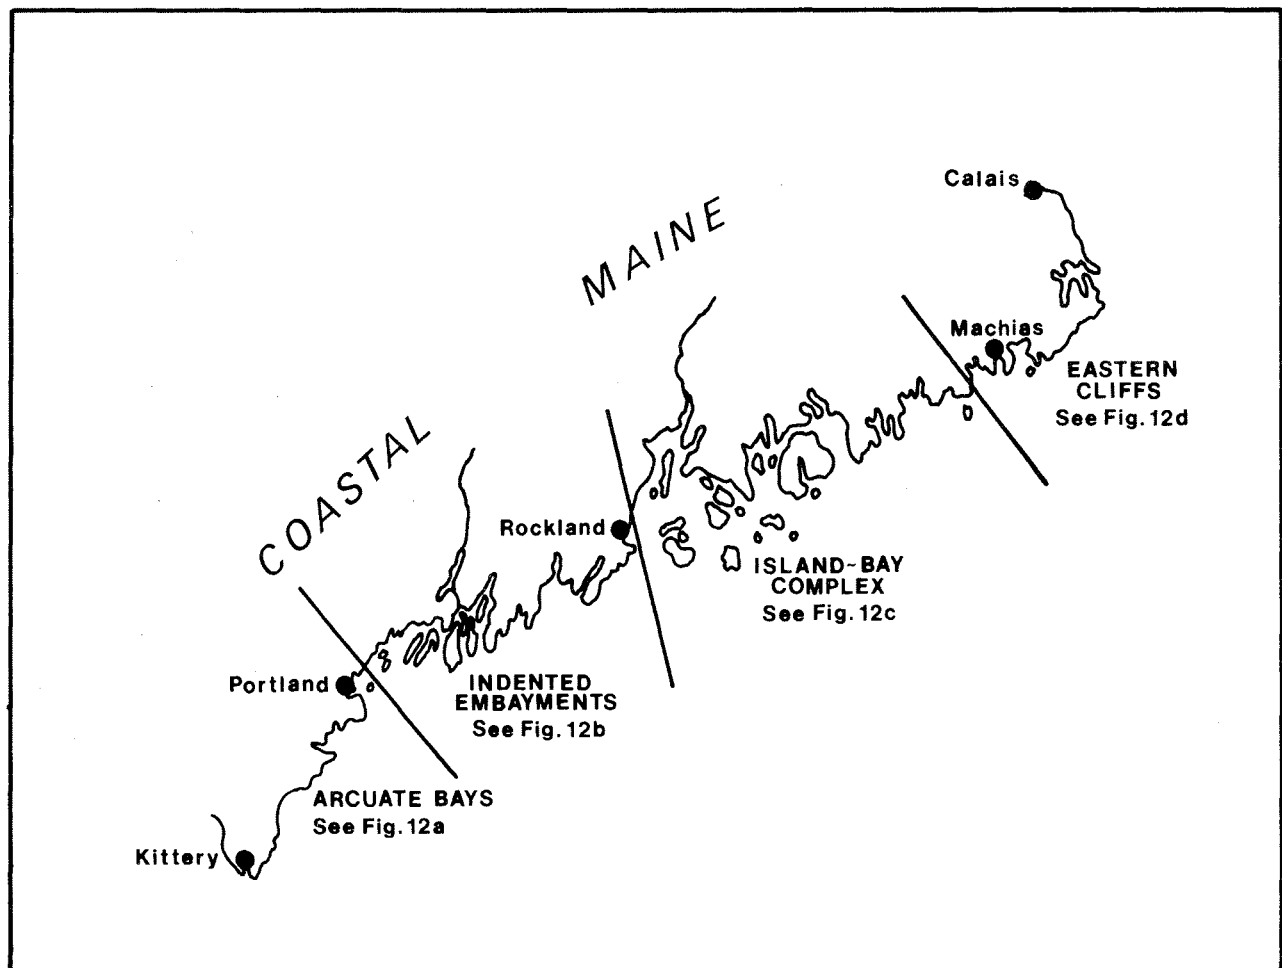 Calais
MAINE
Machias
EASTERN
CLIFFS
See Fig. 12d
COASTAL
Rockland
ISLAND-BAY
COMPLEX
See Fig. 12c
Portland
INDENTED
EMBAYMENTS
See Fig. 12b
ARCUATE BAYS
See Fig. 12a
Kittery